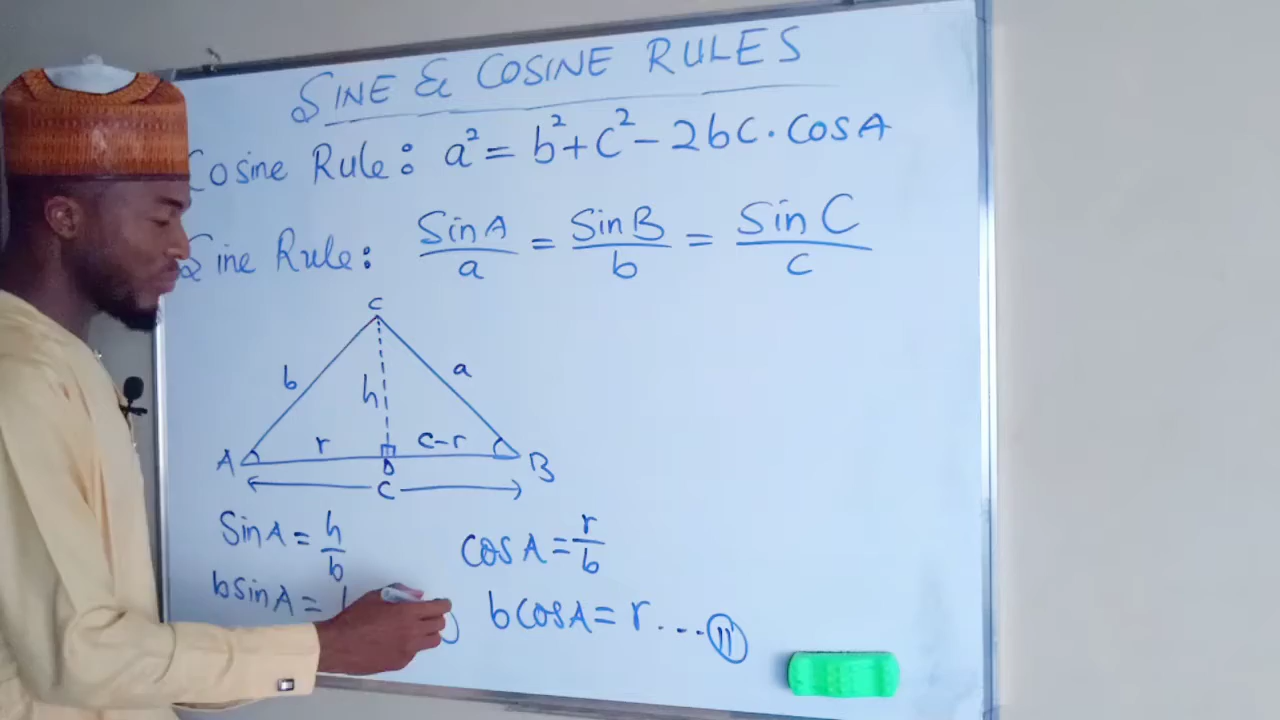 SINE & COSINE RULES
Cosine Rule: a² = b² + c² - 2bc · cosA
Sine Rule: SinA/a = SinB/b = SinC/c
C
b
a
h
r
c-r
A
D
B
C
SinA = h/b
cosA = r/b
bsinA =
bcosA = r ... (ii)